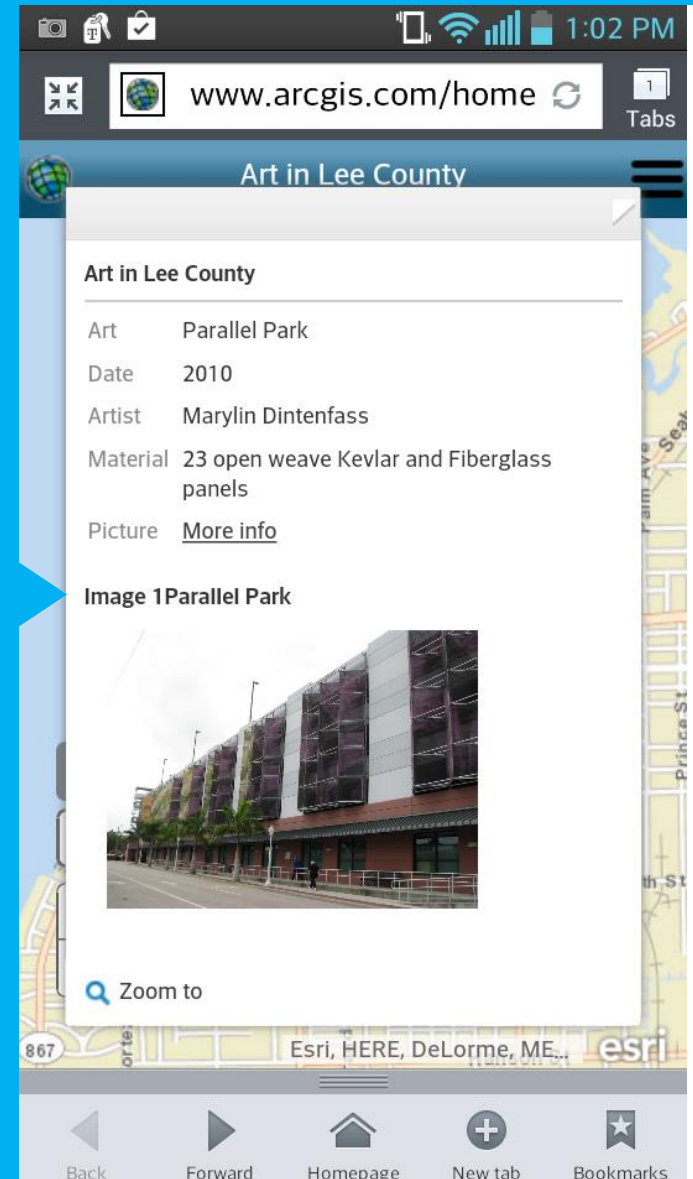 1:02 PM
www.arcgis.com/home
1
Tabs
Art in Lee County
Art in Lee County
Art Parallel Park
Date 2010
Artist Marylin Dintenfass
Material 23 open weave Kevlar and Fiberglass
panels
Picture More info
Image 1Parallel Park
Zoom to
Palm Ave
Prince St
th St
867
Esri, HERE, DeLorme, ME...
esri
Back
Forward
Homepage
New tab
Bookmarks